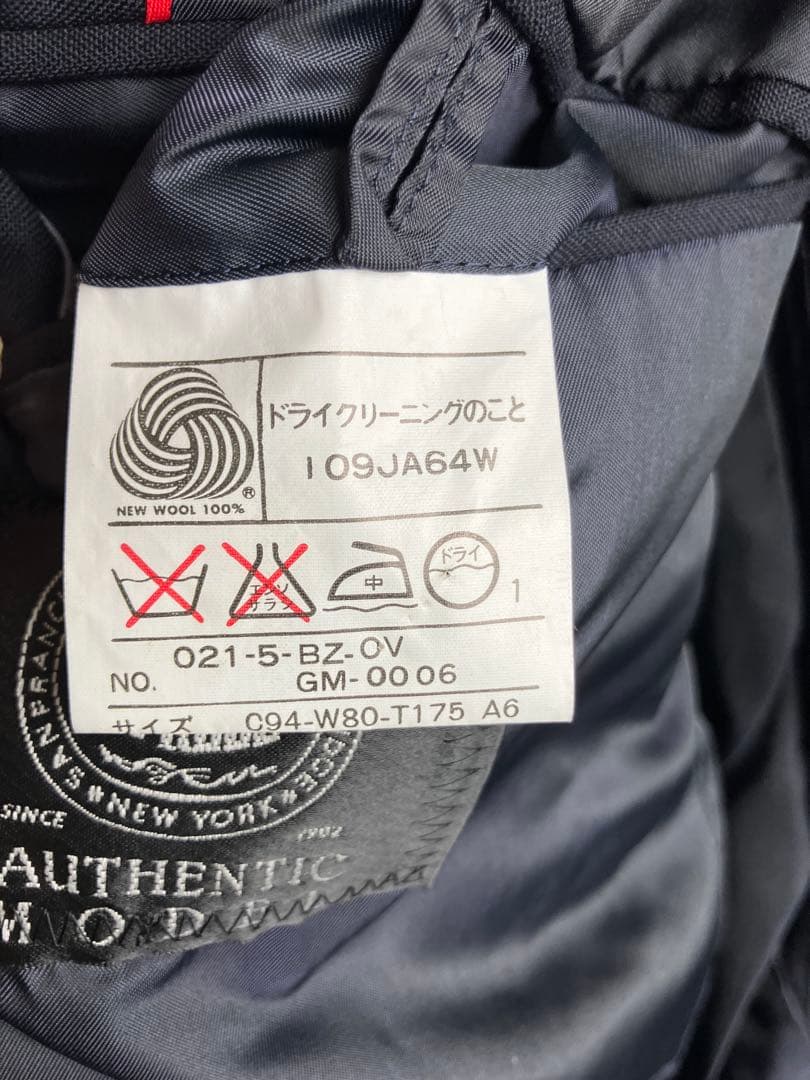 ドライクリーニングのこと
109JA64W
®
NEW WOOL 100%
エンソ
サラシ
中
ドライ
1
021-5-BZ-OV
NO. GM-0006
サイズ C94-W80-T175 A6
SAN FRANC
#NEW YORK#
SINCE 1902
AUTHENTIC